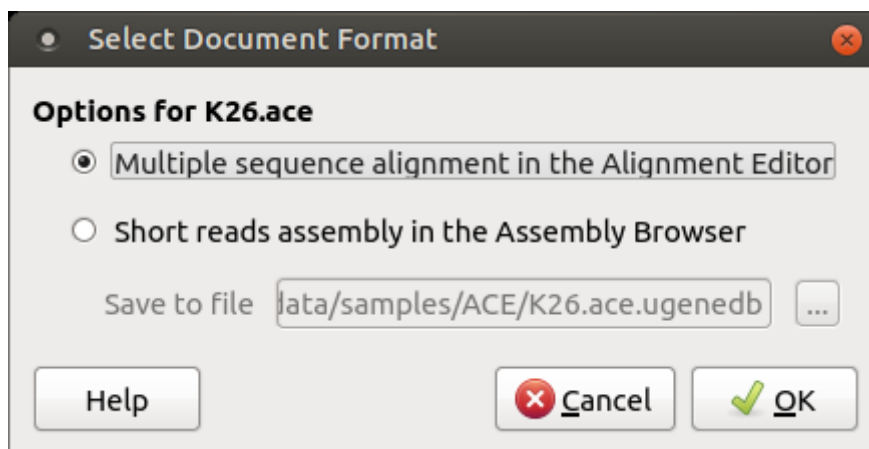 Select Document Format
Options for K26.ace
Multiple sequence alignment in the Alignment Editor
Short reads assembly in the Assembly Browser
Save to file data/samples/ACE/K26.ace.ugenedb ...
Help Cancel OK